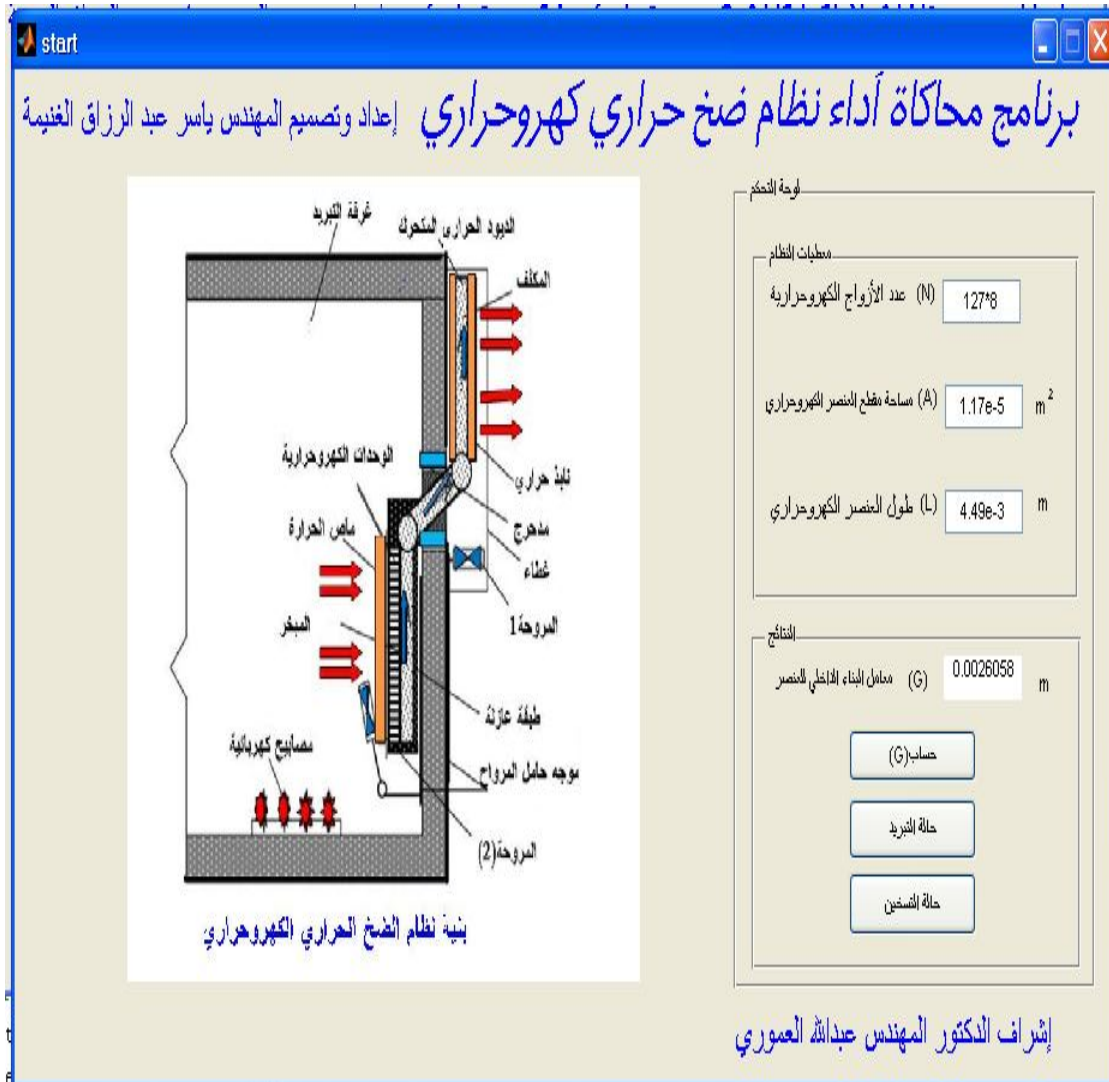 start
برنامج محاكاة أداء نظام ضخ حراري كهروحراري إعداد وتصميم المهندس ياسر عبد الرزاق الغنيمة
غرفة التبريد
الديود الحراري المتحرك
المكثف
الوحدات الكهروحرارية
نابذ حراري
ماص الحرارة
مدحرج
غطاء
المبخر
المروحة1
طبقة عازلة
مصابيح كهربائية
موجه حامل المرواح
المروحة(2)
بنية نظام الضخ الحراري الكهروحراري
لوحة التحكم
معطيات النظام
عدد الأزواج الكهروحرارية (N) 127*8
مساحة مقطع العنصر الكهروحراري (A) 1.17e-5 m²
طول العنصر الكهروحراري (L) 4.49e-3 m
النتائج
معامل البناء الداخلي للعنصر (G) 0.0026058 m
حساب(G)
حالة التبريد
حالة التسخين
إشراف الدكتور المهندس عبدالله العموري